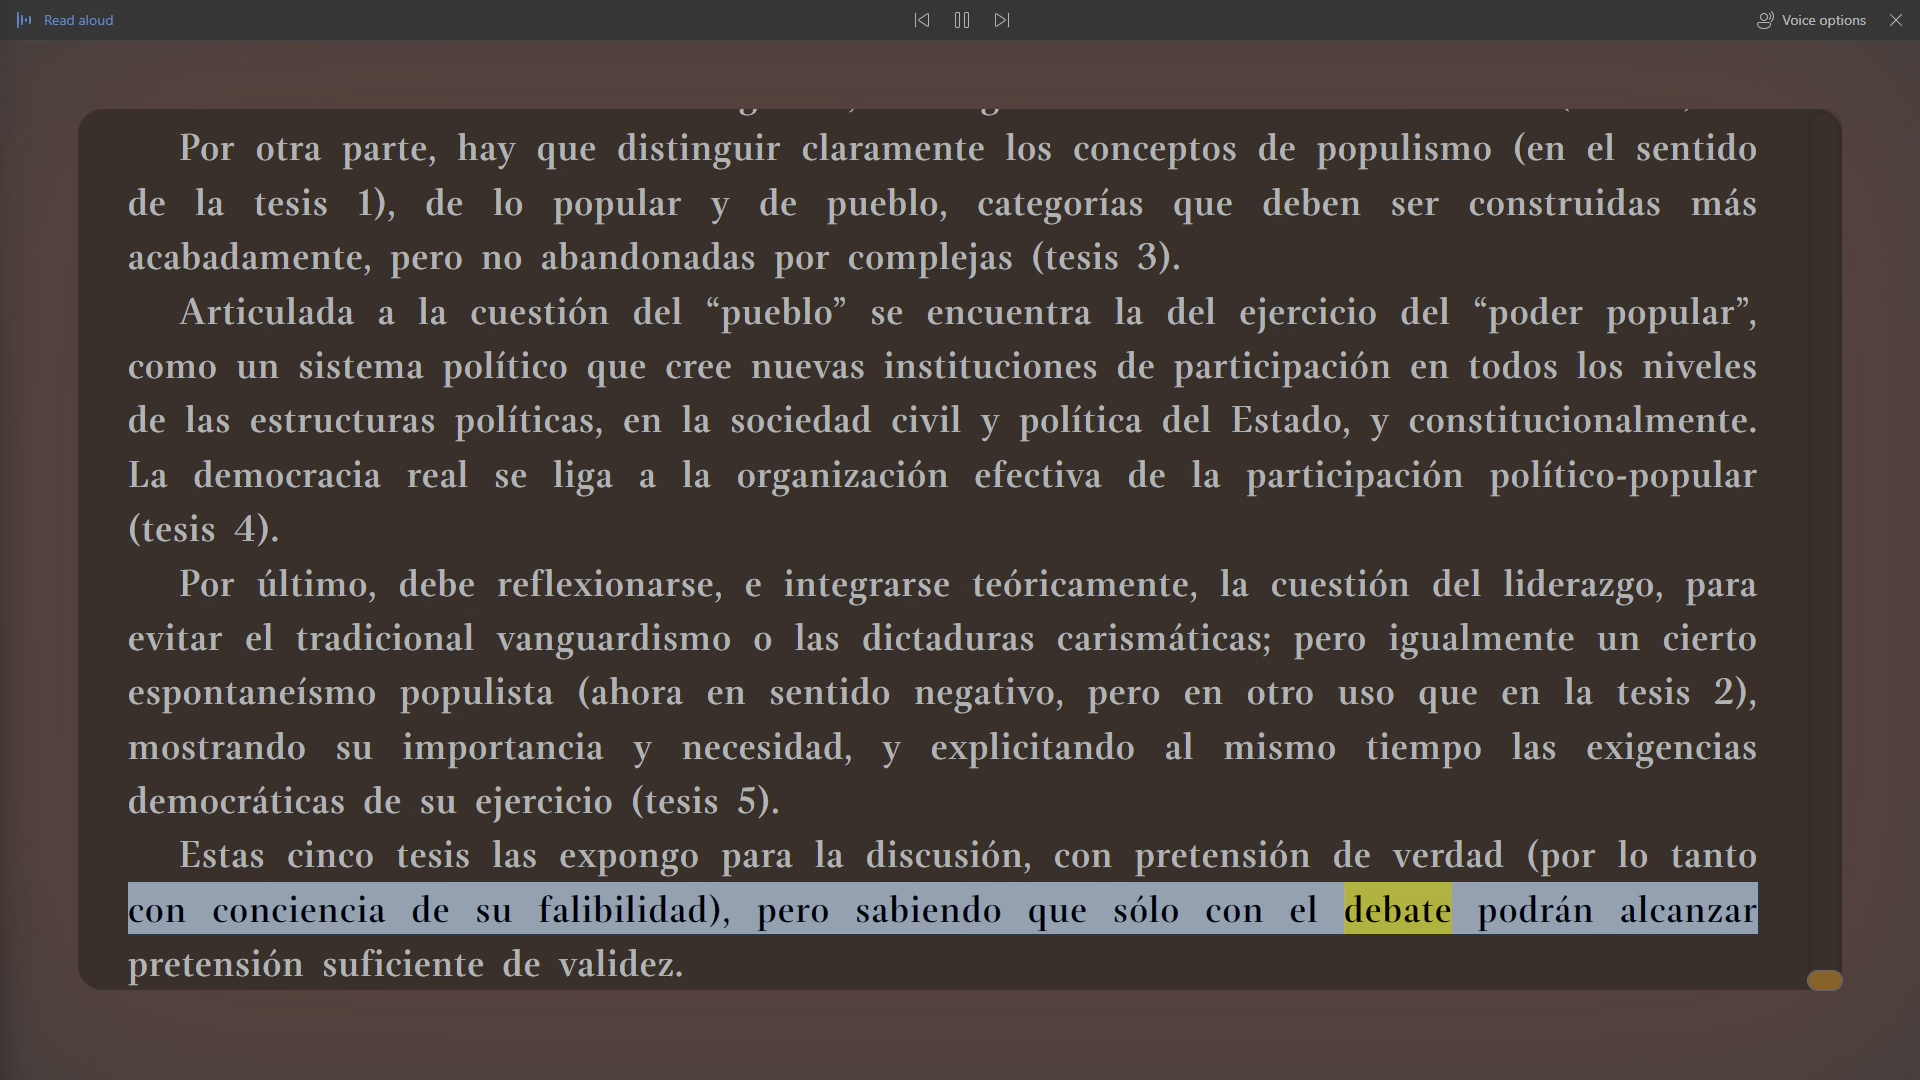 Read aloud
Voice options
Por otra parte, hay que distinguir claramente los conceptos de populismo (en el sentido
de la tesis 1), de lo popular y de pueblo, categorías que deben ser construidas más
acabadamente, pero no abandonadas por complejas (tesis 3).
Articulada a la cuestión del “pueblo” se encuentra la del ejercicio del “poder popular”,
como un sistema político que cree nuevas instituciones de participación en todos los niveles
de las estructuras políticas, en la sociedad civil y política del Estado, y constitucionalmente.
La democracia real se liga a la organización efectiva de la participación político-popular
(tesis 4).
Por último, debe reflexionarse, e integrarse teóricamente, la cuestión del liderazgo, para
evitar el tradicional vanguardismo o las dictaduras carismáticas; pero igualmente un cierto
espontaneísmo populista (ahora en sentido negativo, pero en otro uso que en la tesis 2),
mostrando su importancia y necesidad, y explicitando al mismo tiempo las exigencias
democráticas de su ejercicio (tesis 5).
Estas cinco tesis las expongo para la discusión, con pretensión de verdad (por lo tanto
con conciencia de su falibilidad), pero sabiendo que sólo con el debate podrán alcanzar
pretensión suficiente de validez.